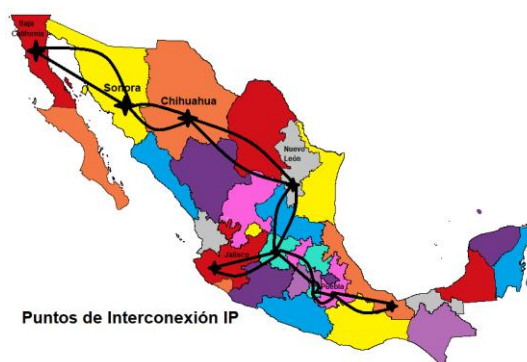 Baja
California
Sonora
Chihuahua
Nuevo
León
Jalisco
Puebla
Puntos de Interconexión IP